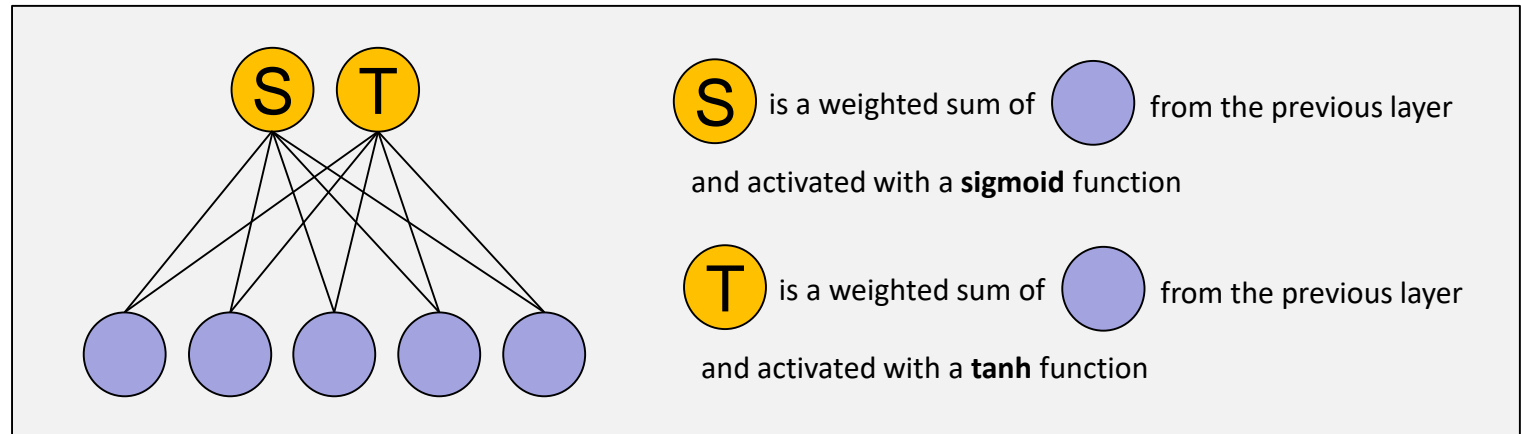 S T
S is a weighted sum of from the previous layer
and activated with a sigmoid function
T is a weighted sum of from the previous layer
and activated with a tanh function